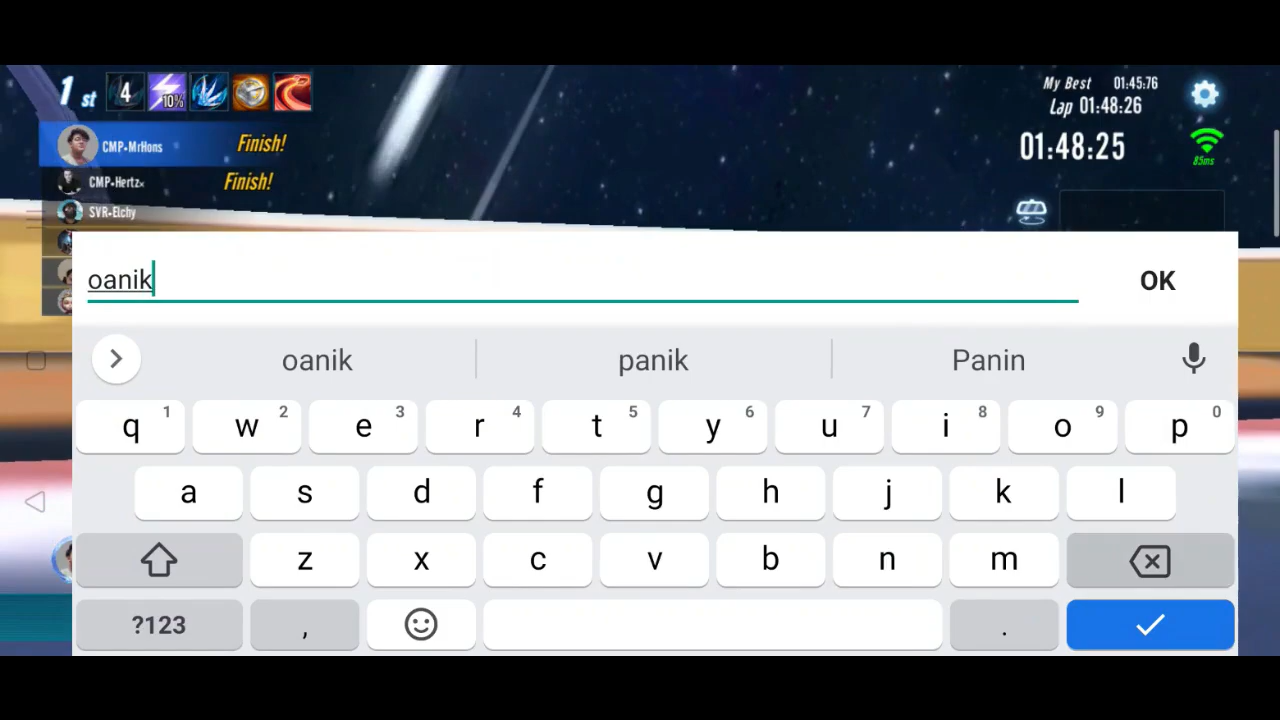 1st 4 10%
My Best 01:45.76
Lap 01:48:26
01:48:25
85ms
CMP•MrHons Finish!
CMP•Hertz× Finish!
SVR•Elchy
oanik OK
oanik panik Panin
q 1 w 2 e 3 r 4 t 5 y 6 u 7 i 8 o 9 p 0
a s d f g h j k l
z x c v b n m
?123 , .